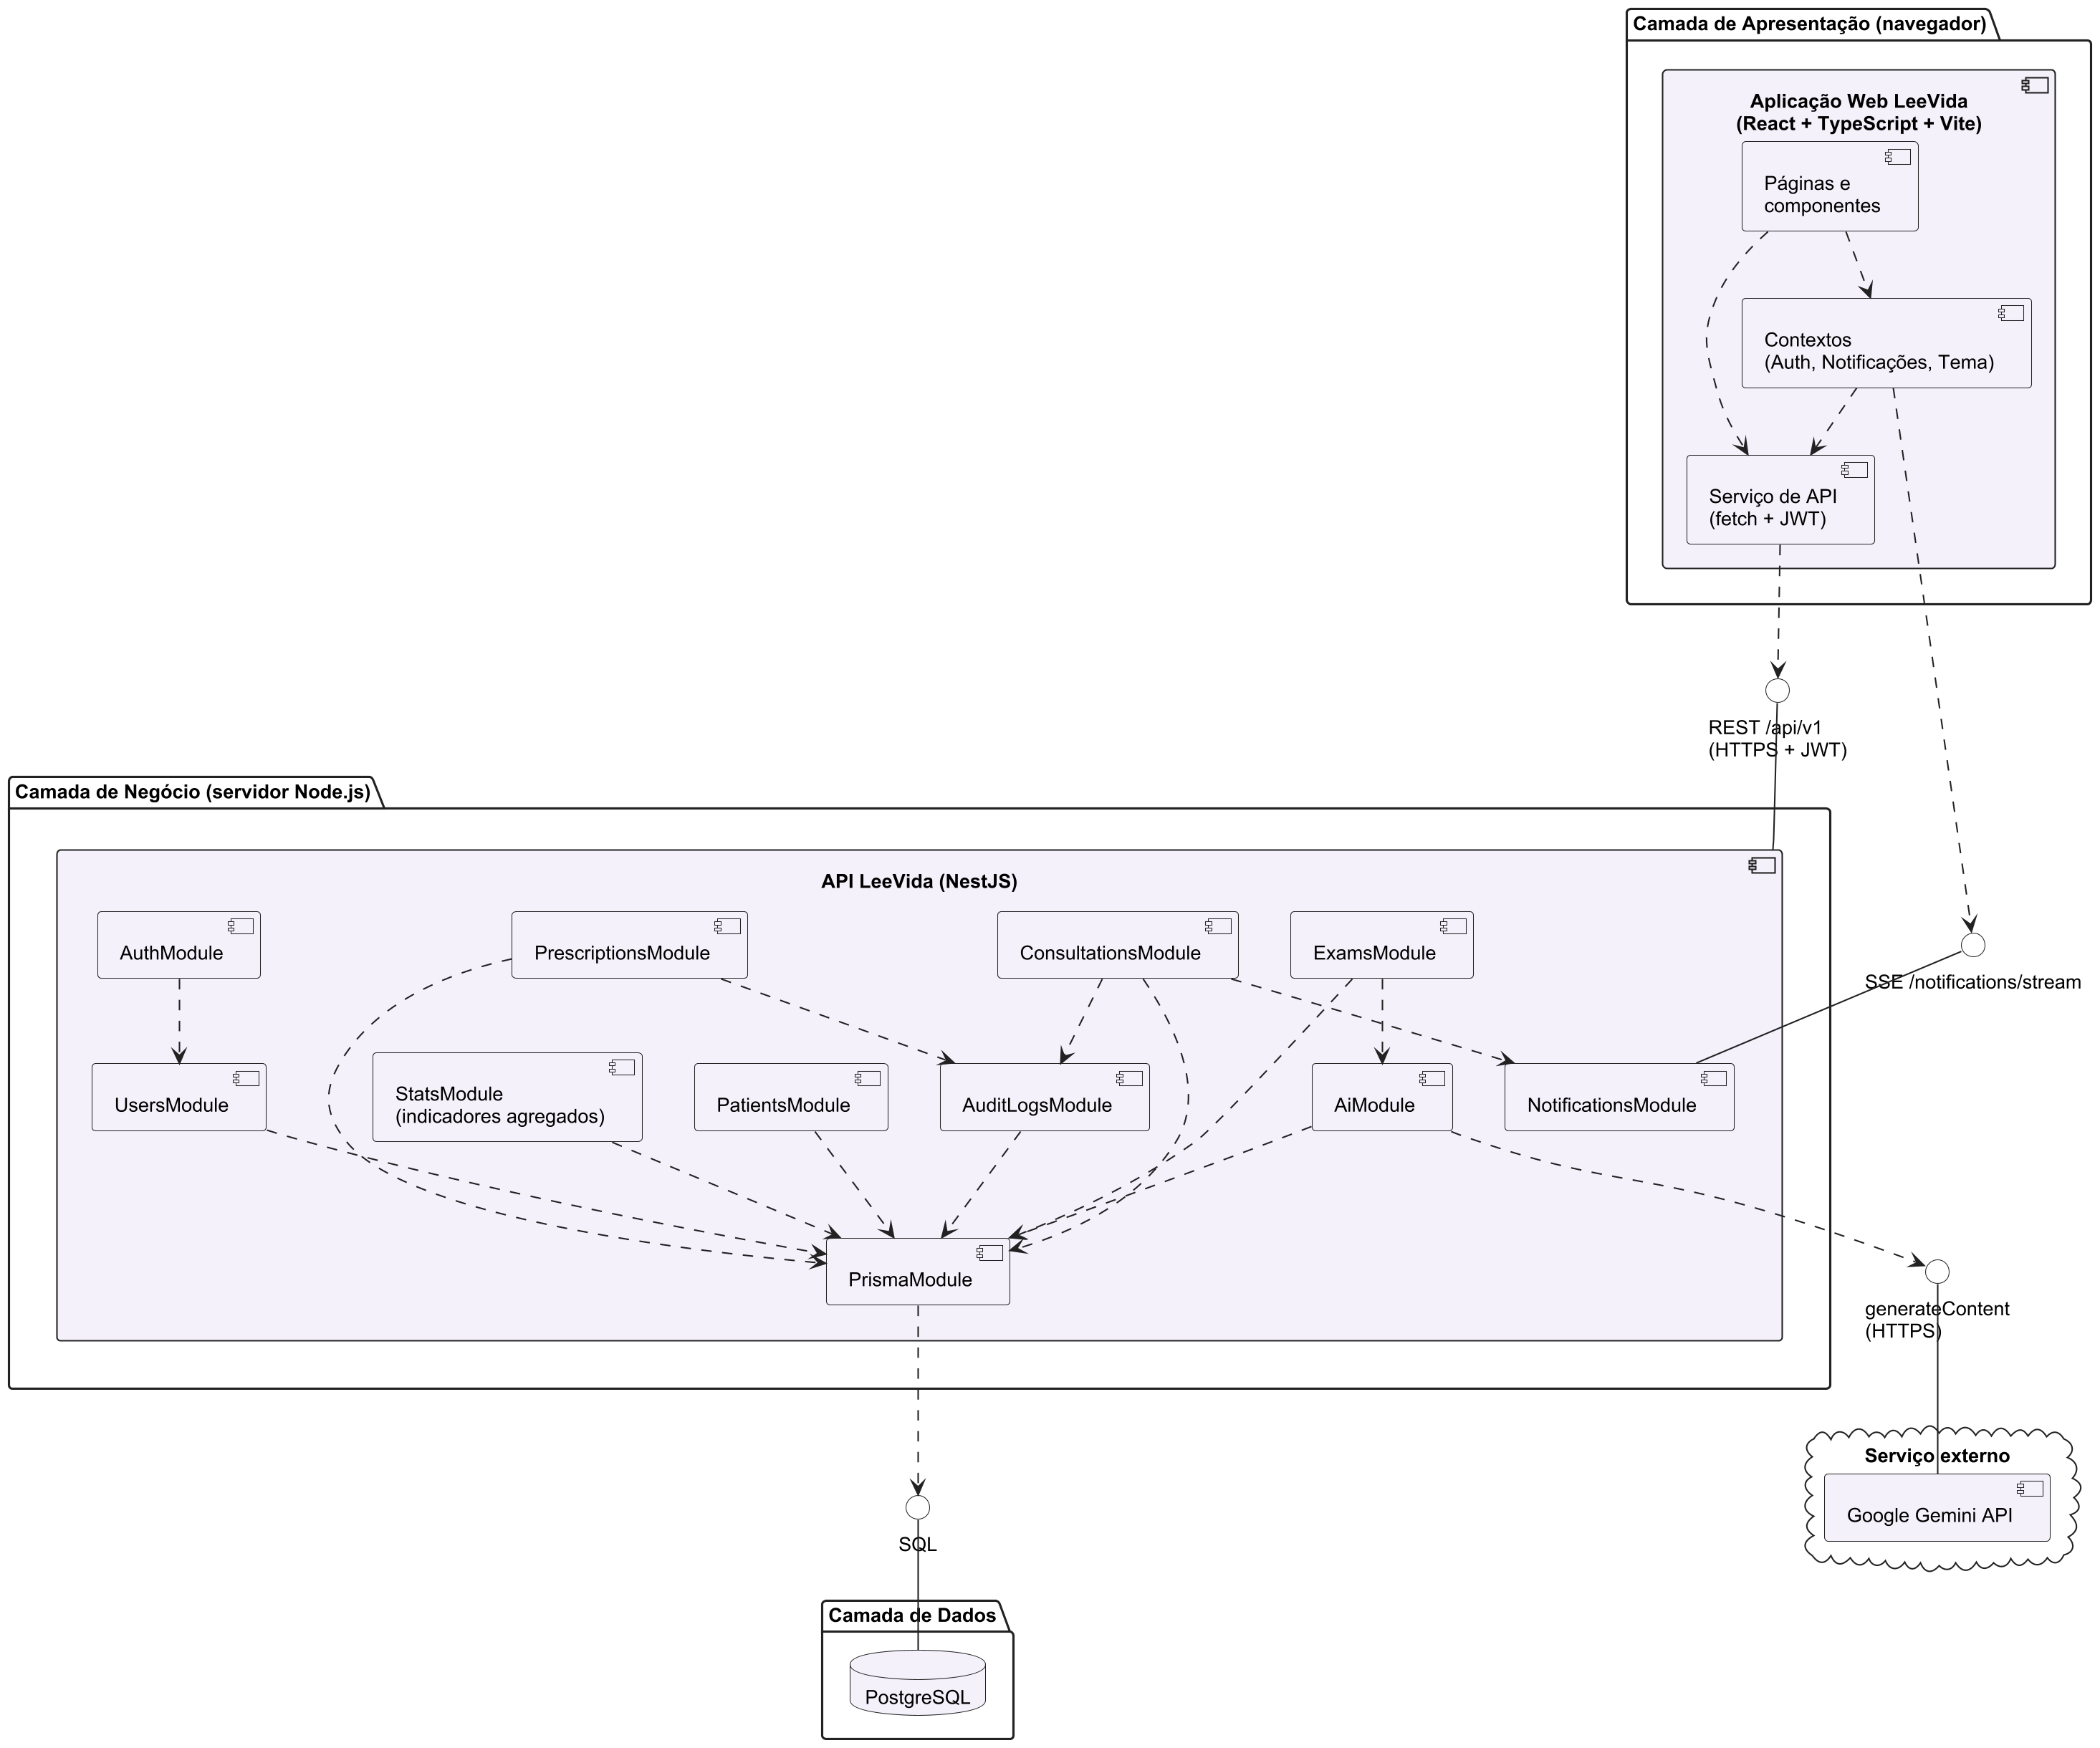 Camada de Apresentação (navegador)
Aplicação Web LeeVida
(React + TypeScript + Vite)
Páginas e
componentes
Contextos
(Auth, Notificações, Tema)
Serviço de API
(fetch + JWT)
REST /api/v1
(HTTPS + JWT)
Camada de Negócio (servidor Node.js)
API LeeVida (NestJS)
AuthModule
PrescriptionsModule
ConsultationsModule
ExamsModule
SSE /notifications/stream
UsersModule
StatsModule
(indicadores agregados)
PatientsModule
AuditLogsModule
AiModule
NotificationsModule
PrismaModule
generateContent
(HTTPS)
Serviço externo
Google Gemini API
SQL
Camada de Dados
PostgreSQL